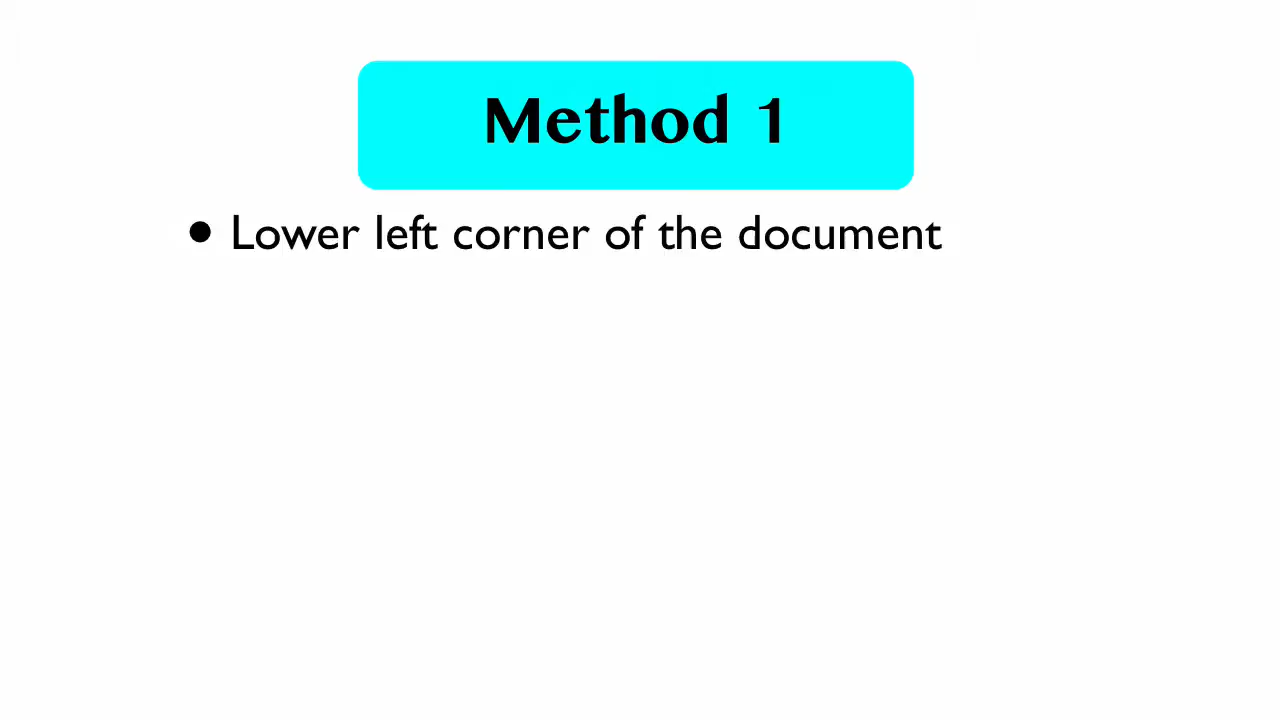 Method 1
• Lower left corner of the document